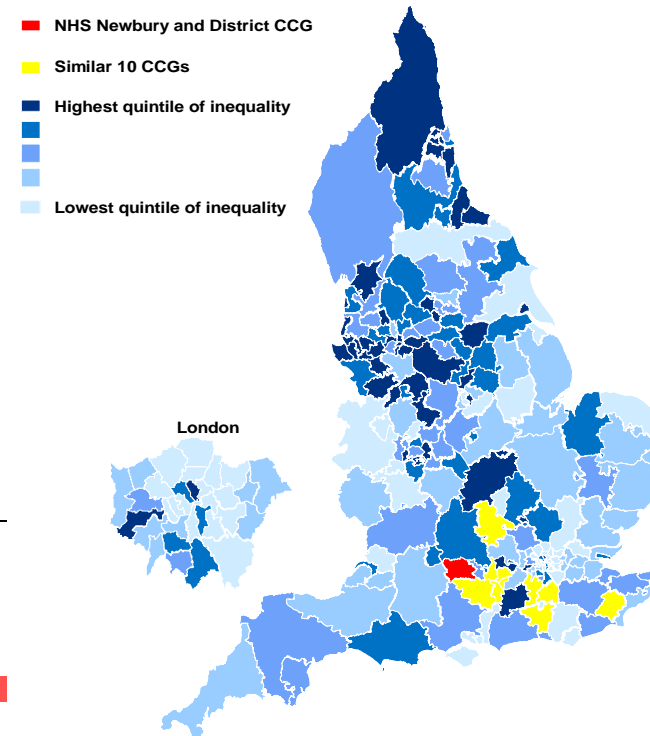 NHS Newbury and District CCG
Similar 10 CCGs
Highest quintile of inequality
Lowest quintile of inequality
London